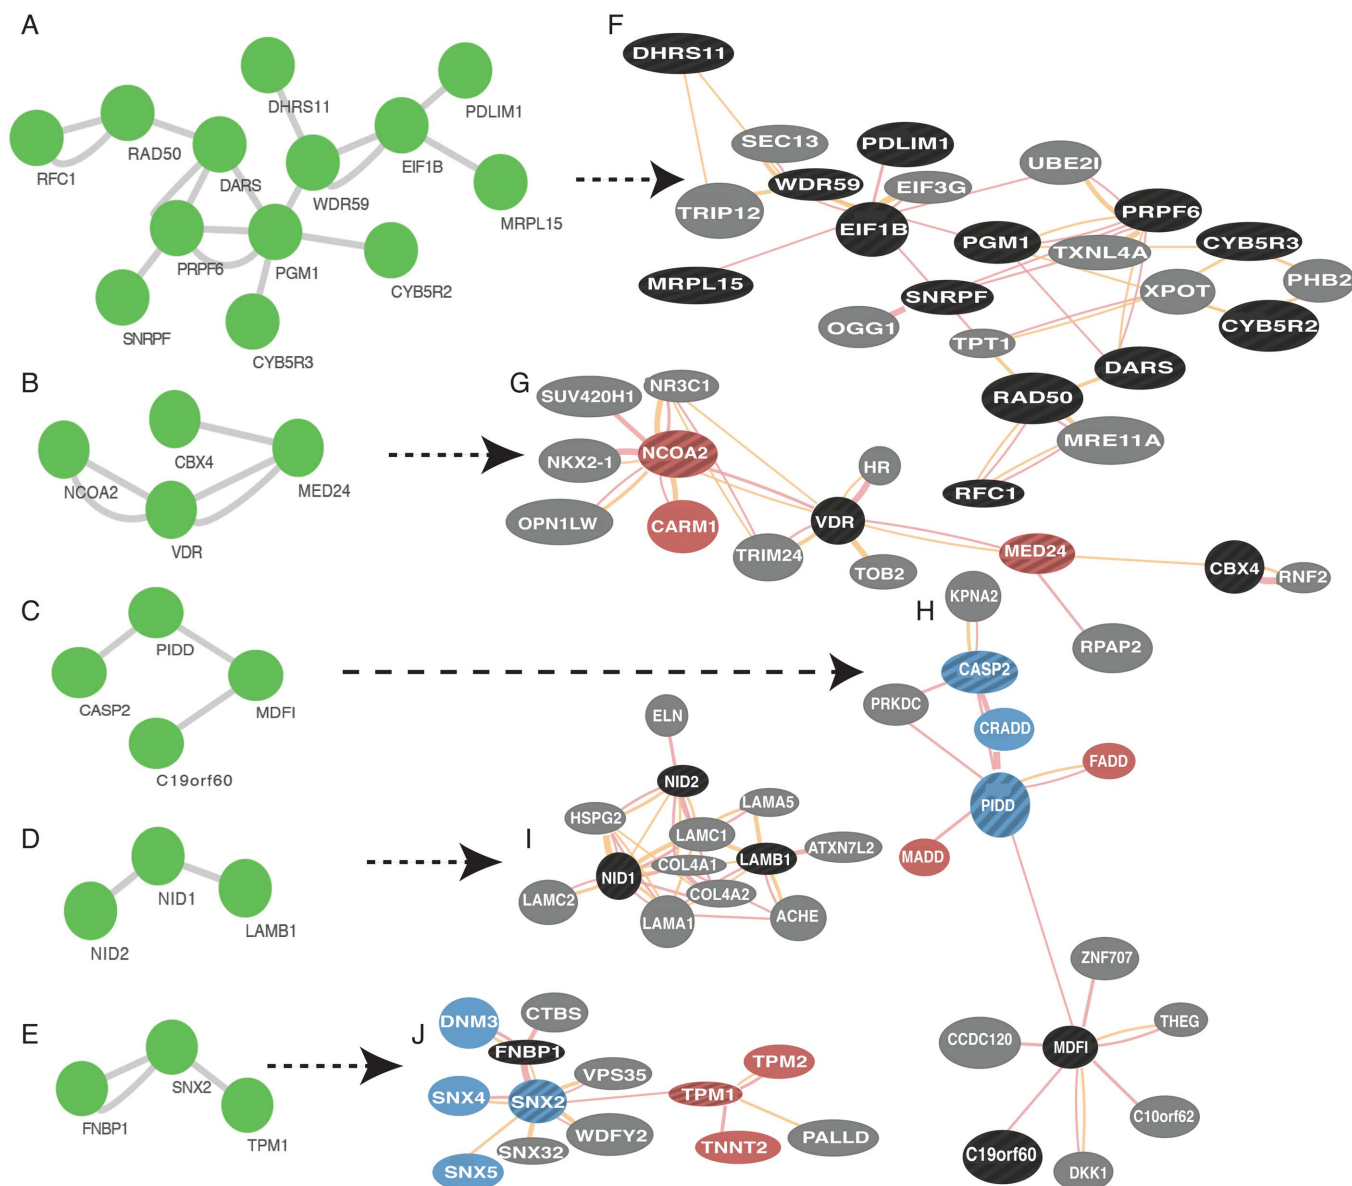 A
DHRS11
PDLIM1
RAD50
EIF1B
RFC1
DARS
WDR59
MRPL15
PRPF6
PGM1
CYB5R2
SNRPF
CYB5R3
F
DHRS11
SEC13
PDLIM1
UBE2I
WDR59
EIF3G
TRIP12
EIF1B
PRPF6
PGM1
CYB5R3
TXNL4A
MRPL15
XPOT
PHB2
SNRPF
OGG1
CYB5R2
TPT1
DARS
RAD50
MRE11A
RFC1
B
CBX4
NCOA2
MED24
VDR
G
SUV420H1
NR3C1
NCOA2
NKX2-1
HR
OPN1LW
CARM1
VDR
TRIM24
TOB2
MED24
CBX4
RNF2
RPAP2
C
PIDD
CASP2
MDFI
C19orf60
H
KPNA2
CASP2
PRKDC
CRADD
FADD
PIDD
MADD
ZNF707
THEG
CCDC120
MDFI
C10orf62
C19orf60
DKK1
D
NID1
NID2
LAMB1
I
ELN
NID2
HSPG2
LAMA5
LAMC1
ATXN7L2
COL4A1
LAMB1
NID1
COL4A2
LAMC2
LAMA1
ACHE
E
SNX2
FNBP1
TPM1
J
DNM3
CTBS
FNBP1
VPS35
TPM2
SNX4
SNX2
TPM1
WDFY2
PALLD
SNX32
TNNT2
SNX5